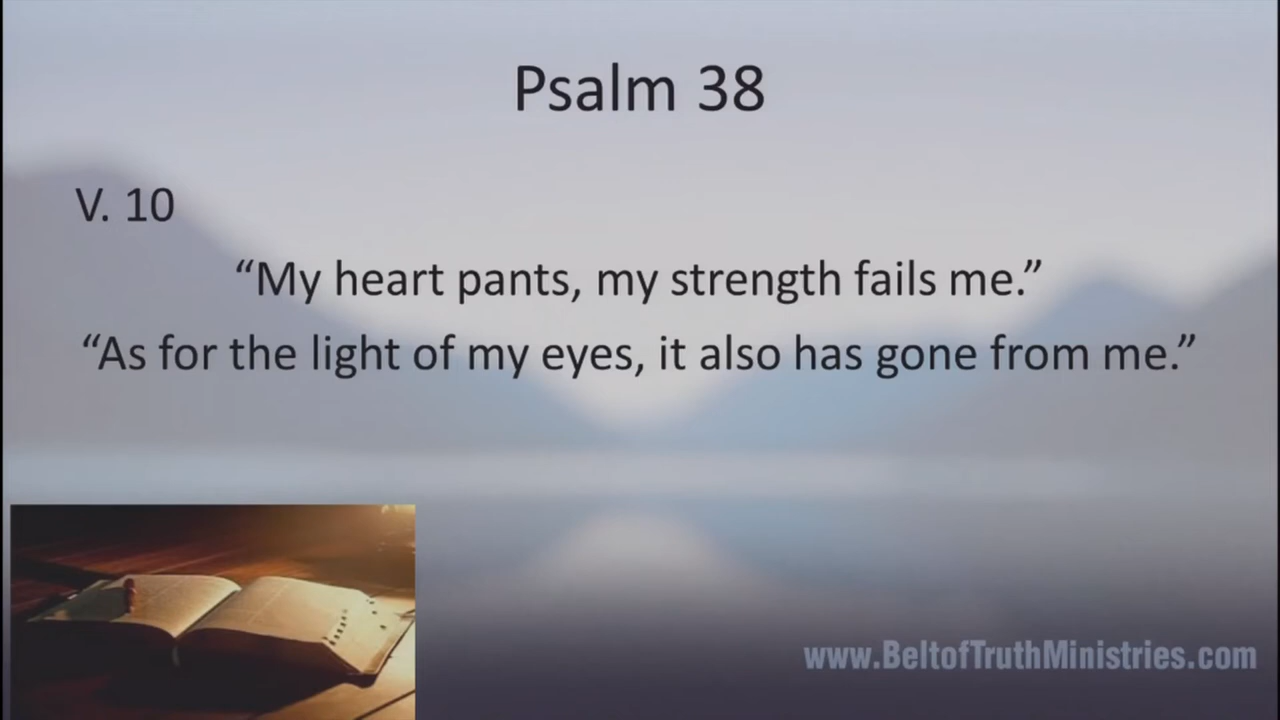 Psalm 38
V. 10
“My heart pants, my strength fails me.”
“As for the light of my eyes, it also has gone from me.”
www.BeltofTruthMinistries.com